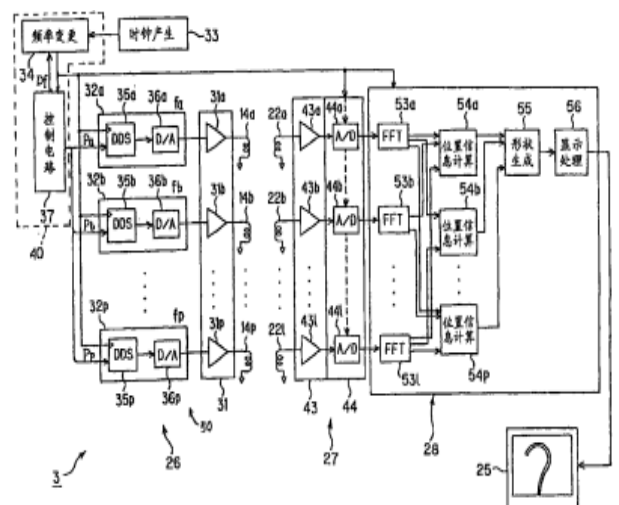 频率变更
时钟产生
33
34
Pf
控制电路
37
40
Pa
Pb
Pp
32a
35a
36a
fa
DDS
D/A
31a
14a
32b
35b
36b
fb
DDS
D/A
31b
14b
32p
fp
DDS
D/A
31p
14p
35p
36p
30
31
26
3
22a
43a
44a
A/D
22b
43b
A/D
22l
43l
44l
A/D
43
44
27
53a
FFT
53b
FFT
FFT
53l
54a
位置信息计算
54b
位置信息计算
位置信息计算
54p
55
形状生成
56
显示处理
28
25